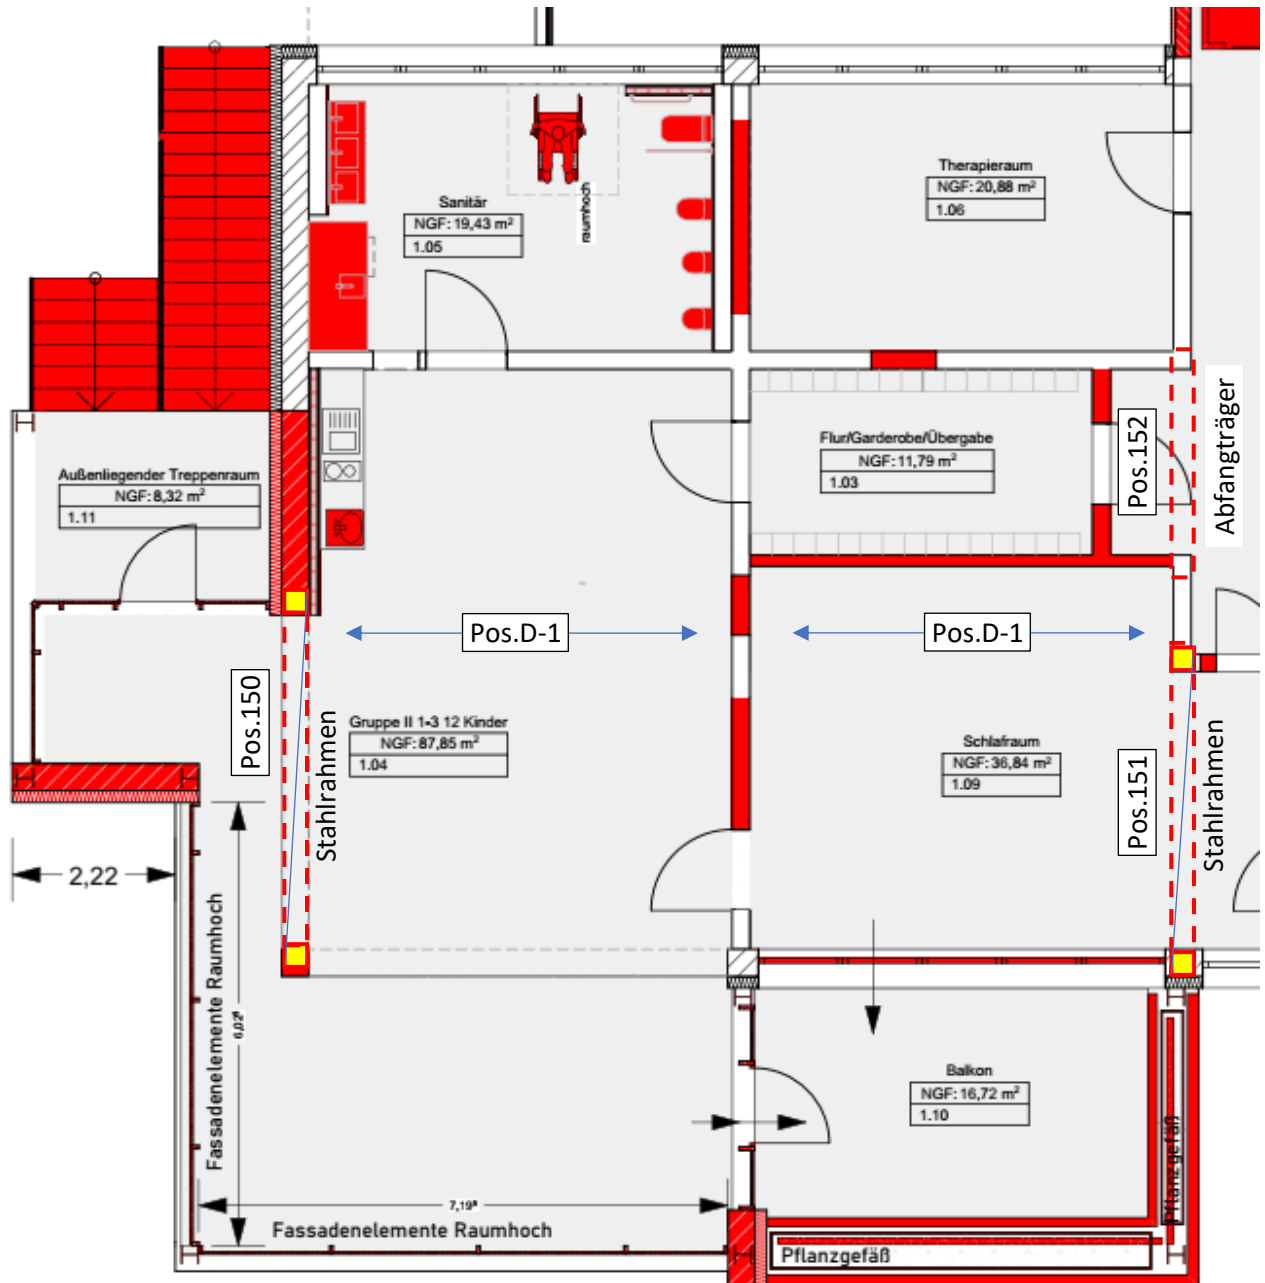 Sanitär
NGF: 19,43 m²
1.05
raumhoch
Therapieraum
NGF: 20,88 m²
1.06
Flur/Garderobe/Übergabe
NGF: 11,79 m²
1.03
Pos.152
Abfangträger
Außenliegender Treppenraum
NGF: 8,32 m²
1.11
Pos.D-1
Pos.D-1
Pos.150
Stahlrahmen
Gruppe II 1-3 12 Kinder
NGF: 87,85 m²
1.04
Schlafraum
NGF: 36,84 m²
1.09
Pos.151
Stahlrahmen
2,22
Fassadenelemente Raumhoch
6,02⁸
Balkon
NGF: 16,72 m²
1.10
7,19⁸
Fassadenelemente Raumhoch
Pflanzgefäß
Pflanzgefäß